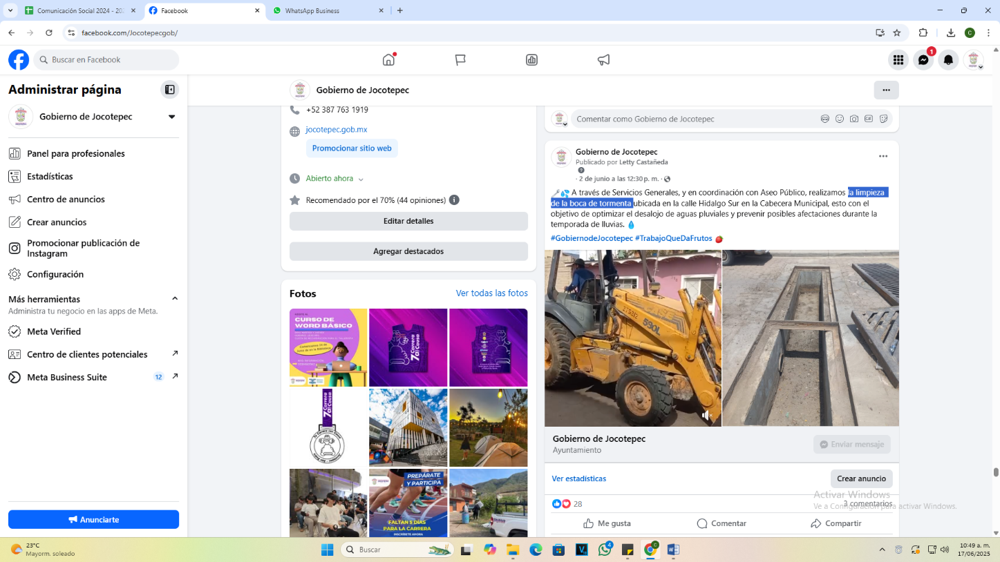 Comunicación Social 2024 - 202
Facebook
WhatsApp Business
facebook.com/Jocotepecgob/
Buscar en Facebook
1
Administrar página
Gobierno de Jocotepec
Panel para profesionales
Estadísticas
Centro de anuncios
Crear anuncios
Promocionar publicación de
Instagram
Configuración
Más herramientas
Administra tu negocio en las apps de Meta.
Meta Verified
Centro de clientes potenciales
Meta Business Suite
12
Anunciarte
Gobierno de Jocotepec
+52 387 763 1919
jocotepec.gob.mx
Promocionar sitio web
Abierto ahora
Recomendado por el 70% (44 opiniones)
Editar detalles
Agregar destacados
Fotos
Ver todas las fotos
CURSO DE
WORD BÁSICO
7a Carrera
Causa
PREPÁRATE
Y PARTICIPA
FALTAN 5 DÍAS
PARA LA CARRERA
INSCRÍBETE AHORA
Comentar como Gobierno de Jocotepec
Gobierno de Jocotepec
Publicado por Letty Castañeda
· 2 de junio a las 12:30 p. m. ·
A través de Servicios Generales, y en coordinación con Aseo Público, realizamos la limpieza
de la boca de tormenta ubicada en la calle Hidalgo Sur en la Cabecera Municipal, esto con el
objetivo de optimizar el desalojo de aguas pluviales y prevenir posibles afectaciones durante la
temporada de lluvias.
#GobiernodeJocotepec #TrabajoQueDaFrutos
590L
Gobierno de Jocotepec
Ayuntamiento
Enviar mensaje
Ver estadísticas
Crear anuncio
28
3 comentarios
Activar Windows
Ve a Configuración para activar Windows.
Me gusta
Comentar
Compartir
23°C
Mayorm. soleado
Buscar
4
10:49 a. m.
17/06/2025